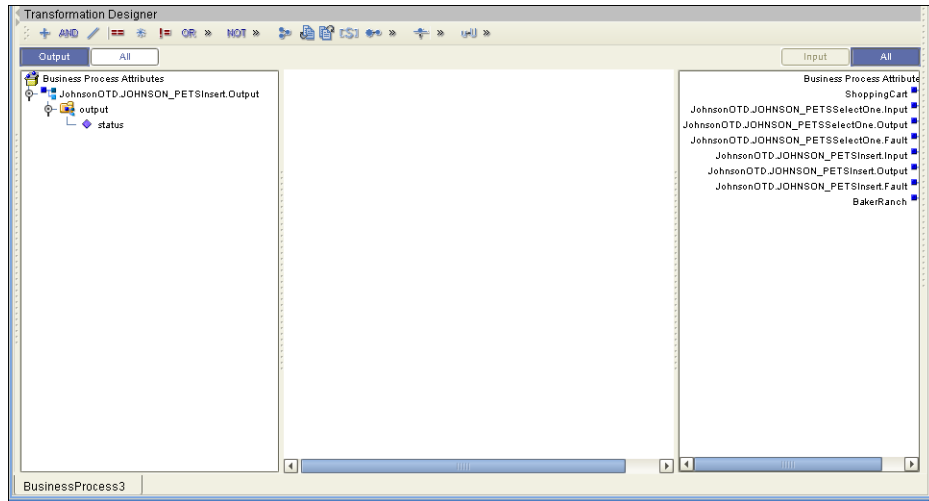 Transformation Designer
AND == != OR » NOT » [S] » » »
Output All Input All
Business Process Attributes
JohnsonOTD.JOHNSON_PETSInsert.Output
output
status
Business Process Attribute
ShoppingCart
JohnsonOTD.JOHNSON_PETSSelectOne.Input
JohnsonOTD.JOHNSON_PETSSelectOne.Output
JohnsonOTD.JOHNSON_PETSSelectOne.Fault
JohnsonOTD.JOHNSON_PETSInsert.Input
JohnsonOTD.JOHNSON_PETSInsert.Output
JohnsonOTD.JOHNSON_PETSInsert.Fault
BakerRanch
BusinessProcess3